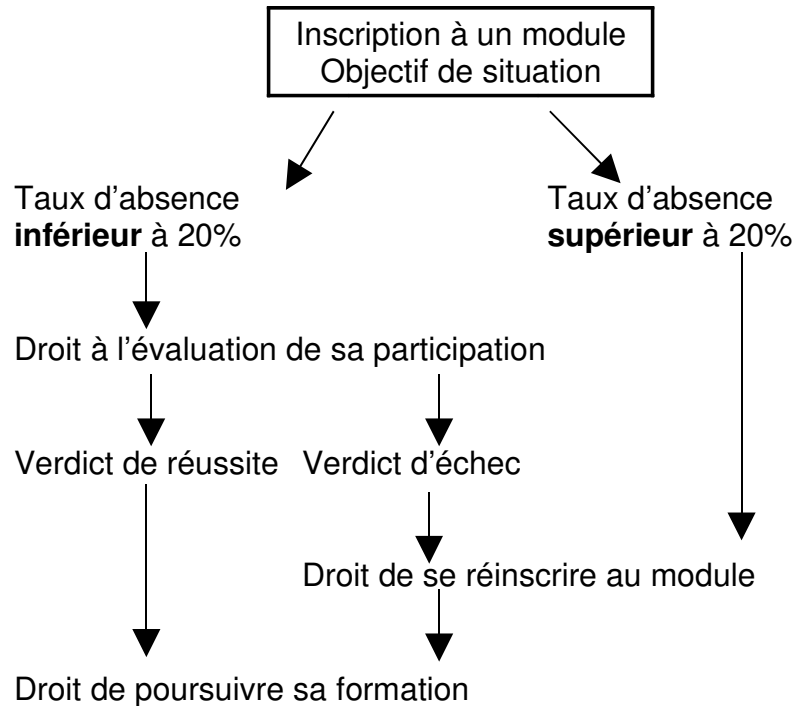 Inscription à un module
Objectif de situation
Taux d'absence
inférieur à 20%
Taux d'absence
supérieur à 20%
Droit à l'évaluation de sa participation
Verdict de réussite
Verdict d'échec
Droit de se réinscrire au module
Droit de poursuivre sa formation